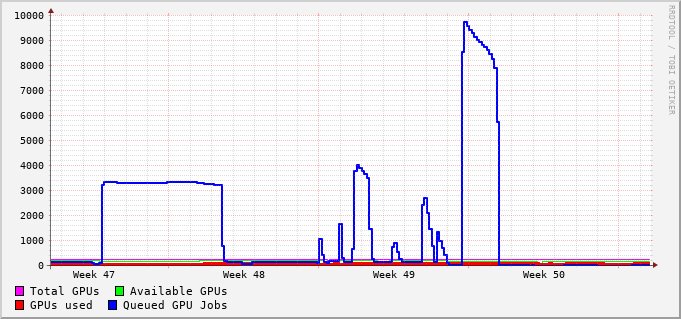 RRDTOOL / TOBI OETIKER
10000
9000
8000
7000
6000
5000
4000
3000
2000
1000
0
Week 47 Week 48 Week 49 Week 50
Total GPUs Available GPUs
GPUs used Queued GPU Jobs